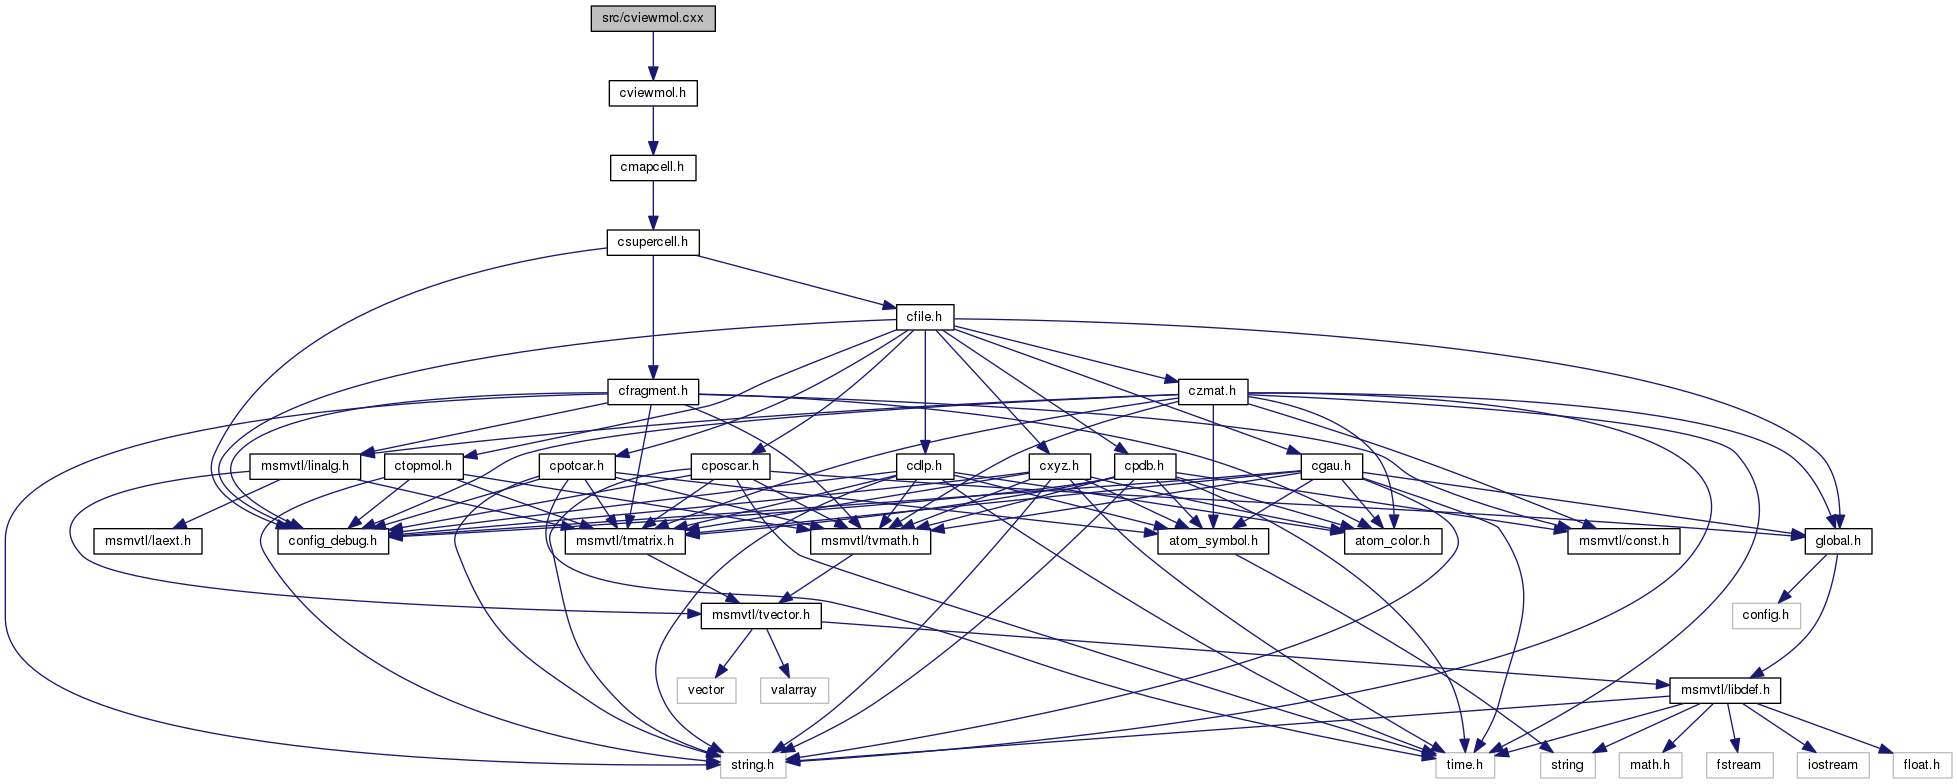 src/cviewmol.cxx
cviewmol.h
cmapcell.h
csupercell.h
cfile.h
cfragment.h
czmat.h
msmvtl/linalg.h
ctopmol.h
cpotcar.h
cposcar.h
cdlp.h
cxyz.h
cpdb.h
cgau.h
msmvtl/laext.h
config_debug.h
msmvtl/tmatrix.h
msmvtl/tvmath.h
atom_symbol.h
atom_color.h
msmvtl/const.h
global.h
msmvtl/tvector.h
config.h
vector
valarray
msmvtl/libdef.h
string.h
time.h
string
math.h
fstream
iostream
float.h